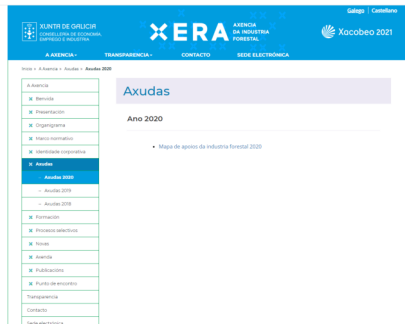 Galego | Castellano
XUNTA DE GALICIA
CONSELLERÍA DE ECONOMÍA,
EMPREGO E INDUSTRIA
XERA
AXENCIA
DA INDUSTRIA
FORESTAL
Xacobeo 2021
A AXENCIA
TRANSPARENCIA
CONTACTO
SEDE ELECTRÓNICA
Inicio > A Axencia > Axudas > Axudas 2020
A Axencia
Benvida
Presentación
Organigrama
Marco normativo
Identidade corporativa
Axudas
– Axudas 2020
– Axudas 2019
– Axudas 2018
Formación
Procesos selectivos
Novas
Axenda
Publicacións
Punto de encontro
Transparencia
Contacto
Sede electrónica
Axudas
Ano 2020
• Mapa de apoios da industria forestal 2020